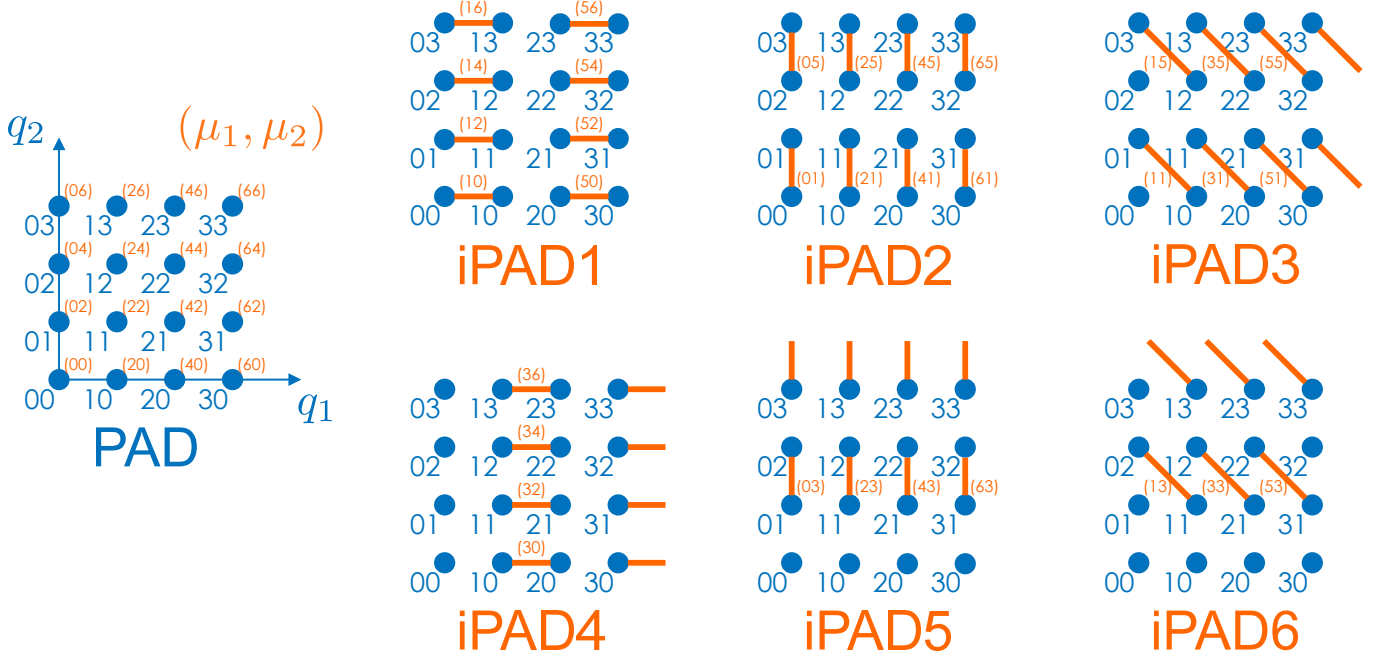 q₂
(μ₁, μ₂)
(06) (26) (46) (66)
03 13 23 33
(04) (24) (44) (64)
02 12 22 32
(02) (22) (42) (62)
01 11 21 31
(00) (20) (40) (60)
00 10 20 30
q₁
PAD
(16) (56)
03 13 23 33
(14) (54)
02 12 22 32
(12) (52)
01 11 21 31
(10) (50)
00 10 20 30
iPAD1
03 13 23 33
(05) (25) (45) (65)
02 12 22 32
01 11 21 31
(01) (21) (41) (61)
00 10 20 30
iPAD2
03 13 23 33
(15) (35) (55)
02 12 22 32
01 11 21 31
(11) (31) (51)
00 10 20 30
iPAD3
(36)
03 13 23 33
(34)
02 12 22 32
(32)
01 11 21 31
(30)
00 10 20 30
iPAD4
03 13 23 33
02 12 22 32
(03) (23) (43) (63)
01 11 21 31
00 10 20 30
iPAD5
03 13 23 33
02 12 22 32
(13) (33) (53)
01 11 21 31
00 10 20 30
iPAD6